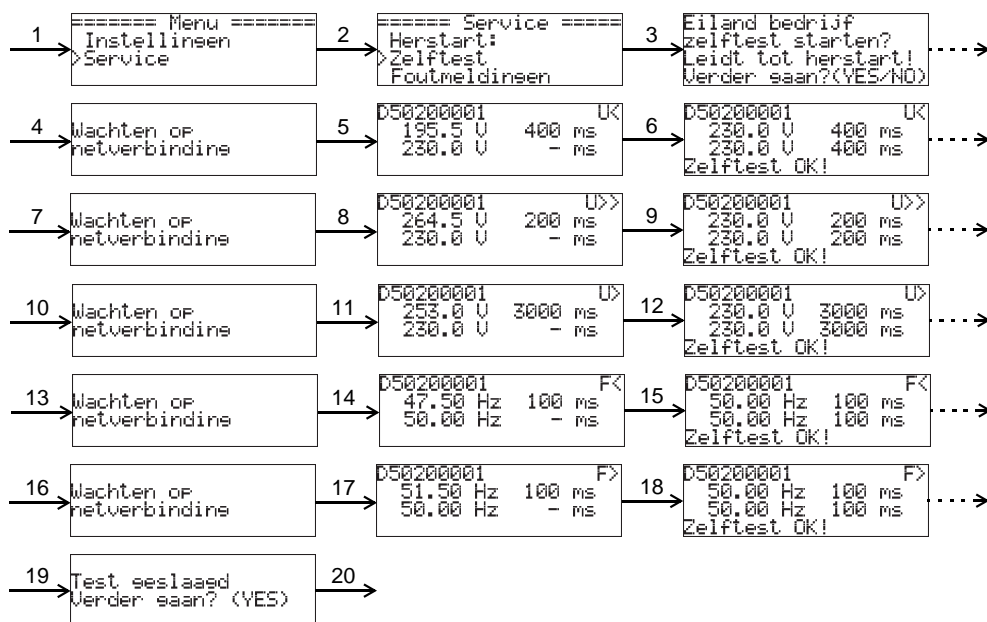 1
======= Menu =======
Instellingen
>Service
2
====== Service =====
Herstart:
>Zelftest
Foutmeldingen
3
Eiland bedrijf
zelftest starten?
Leidt tot herstart!
Verder gaan?(YES/NO)
4
Wachten op
netverbinding
5
D50200001 U<
195.5 V 400 ms
230.0 V - ms
6
D50200001 U<
230.0 V 400 ms
230.0 V 400 ms
Zelftest OK!
7
Wachten op
netverbinding
8
D50200001 U>>
264.5 V 200 ms
230.0 V - ms
9
D50200001 U>>
230.0 V 200 ms
230.0 V 200 ms
Zelftest OK!
10
Wachten op
netverbinding
11
D50200001 U>
253.0 V 3000 ms
230.0 V - ms
12
D50200001 U>
230.0 V 3000 ms
230.0 V 3000 ms
Zelftest OK!
13
Wachten op
netverbinding
14
D50200001 F<
47.50 Hz 100 ms
50.00 Hz - ms
15
D50200001 F<
50.00 Hz 100 ms
50.00 Hz 100 ms
Zelftest OK!
16
Wachten op
netverbinding
17
D50200001 F>
51.50 Hz 100 ms
50.00 Hz - ms
18
D50200001 F>
50.00 Hz 100 ms
50.00 Hz 100 ms
Zelftest OK!
19
Test geslaagd
Verder gaan? (YES)
20